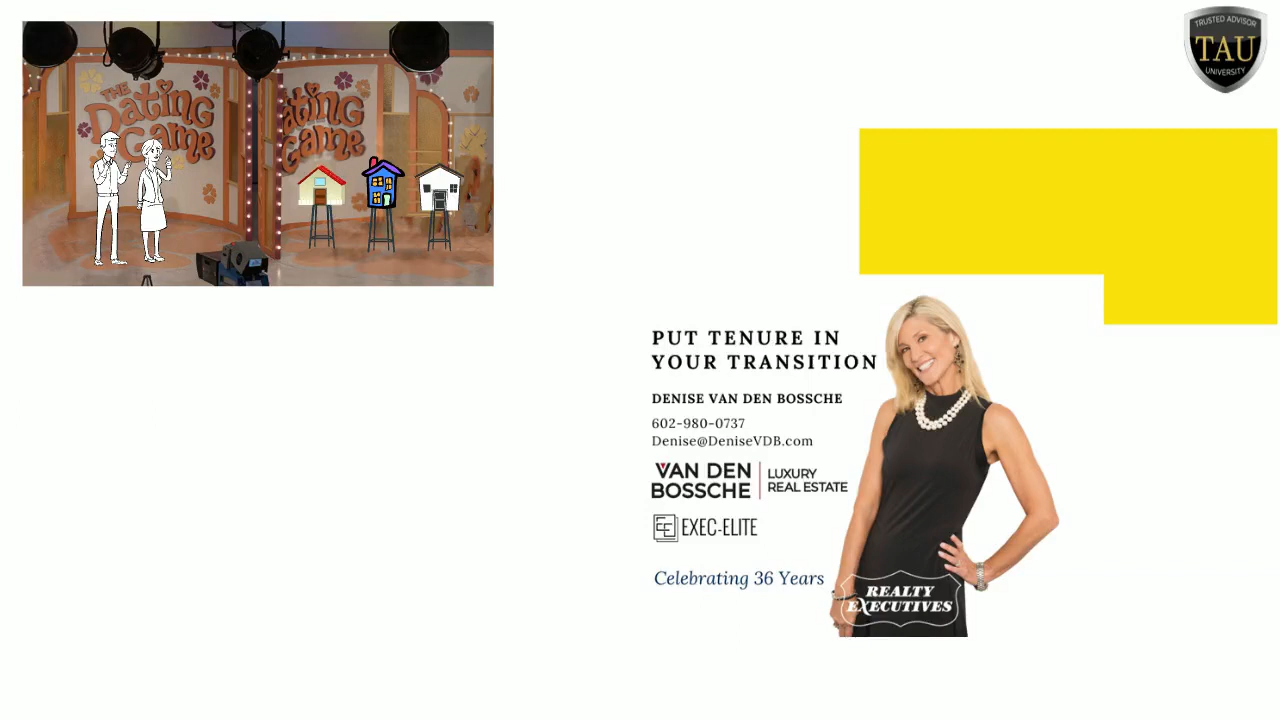 THE
Dating
Game
ating
Game
TRUSTED ADVISOR
TAU
UNIVERSITY
PUT TENURE IN
YOUR TRANSITION
DENISE VAN DEN BOSSCHE
602-980-0737
Denise@DeniseVDB.com
VAN DEN
BOSSCHE
LUXURY
REAL ESTATE
EE EXEC-ELITE
Celebrating 36 Years
REALTY
EXECUTIVES